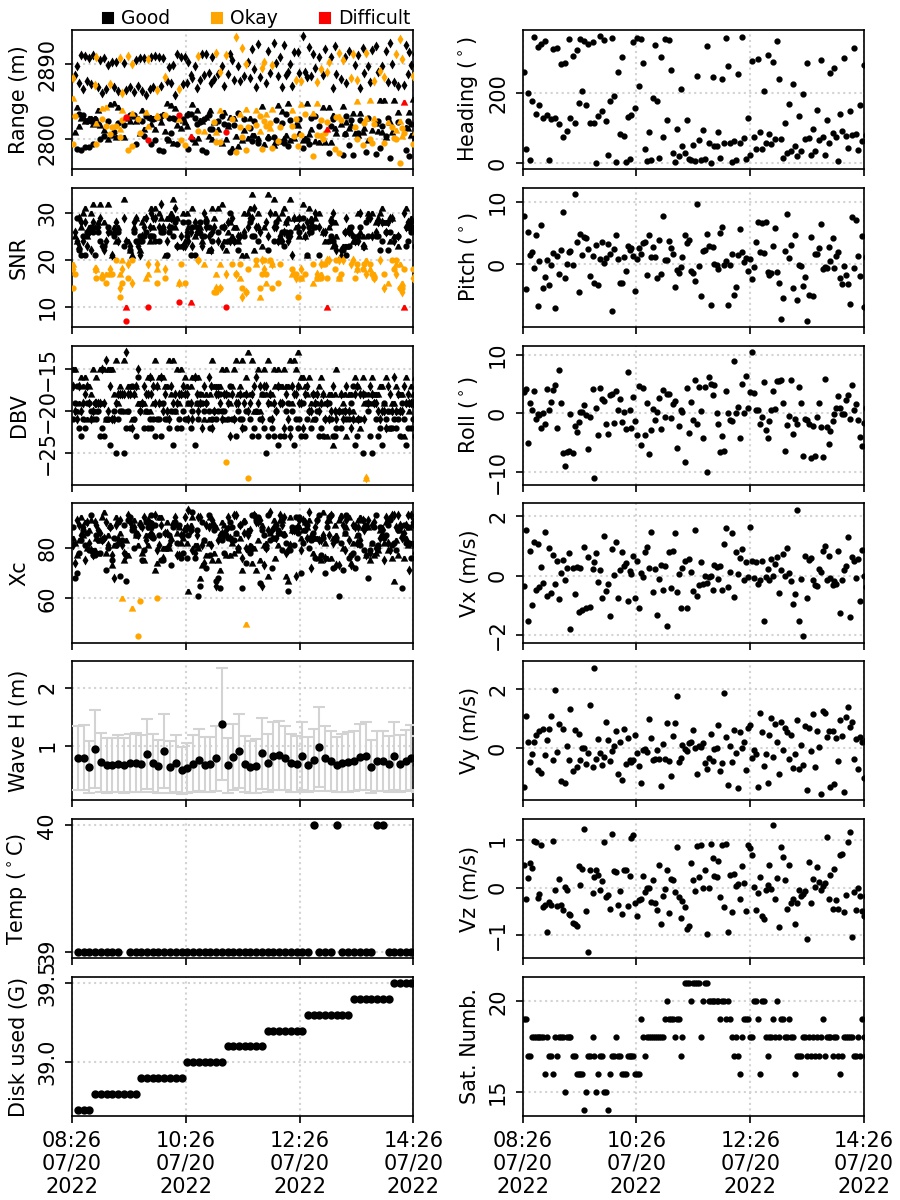 Good Okay Difficult
Range (m) 2890 2800
Heading (°) 200 0
SNR 30 20 10
Pitch (°) 10 0
DBV −15 −20 −25
Roll (°) 10 0 −10
Xc 80 60
Vx (m/s) 2 0 −2
Wave H (m) 2 1
Vy (m/s) 2 0
Temp (°C) 40 39
Vz (m/s) 1 0 −1
Disk used (G) 39.5 39.0
Sat. Numb. 20 15
08:26 10:26 12:26 14:26 08:26 10:26 12:26 14:26
07/20 07/20 07/20 07/20 07/20 07/20 07/20 07/20
2022 2022 2022 2022 2022 2022 2022 2022